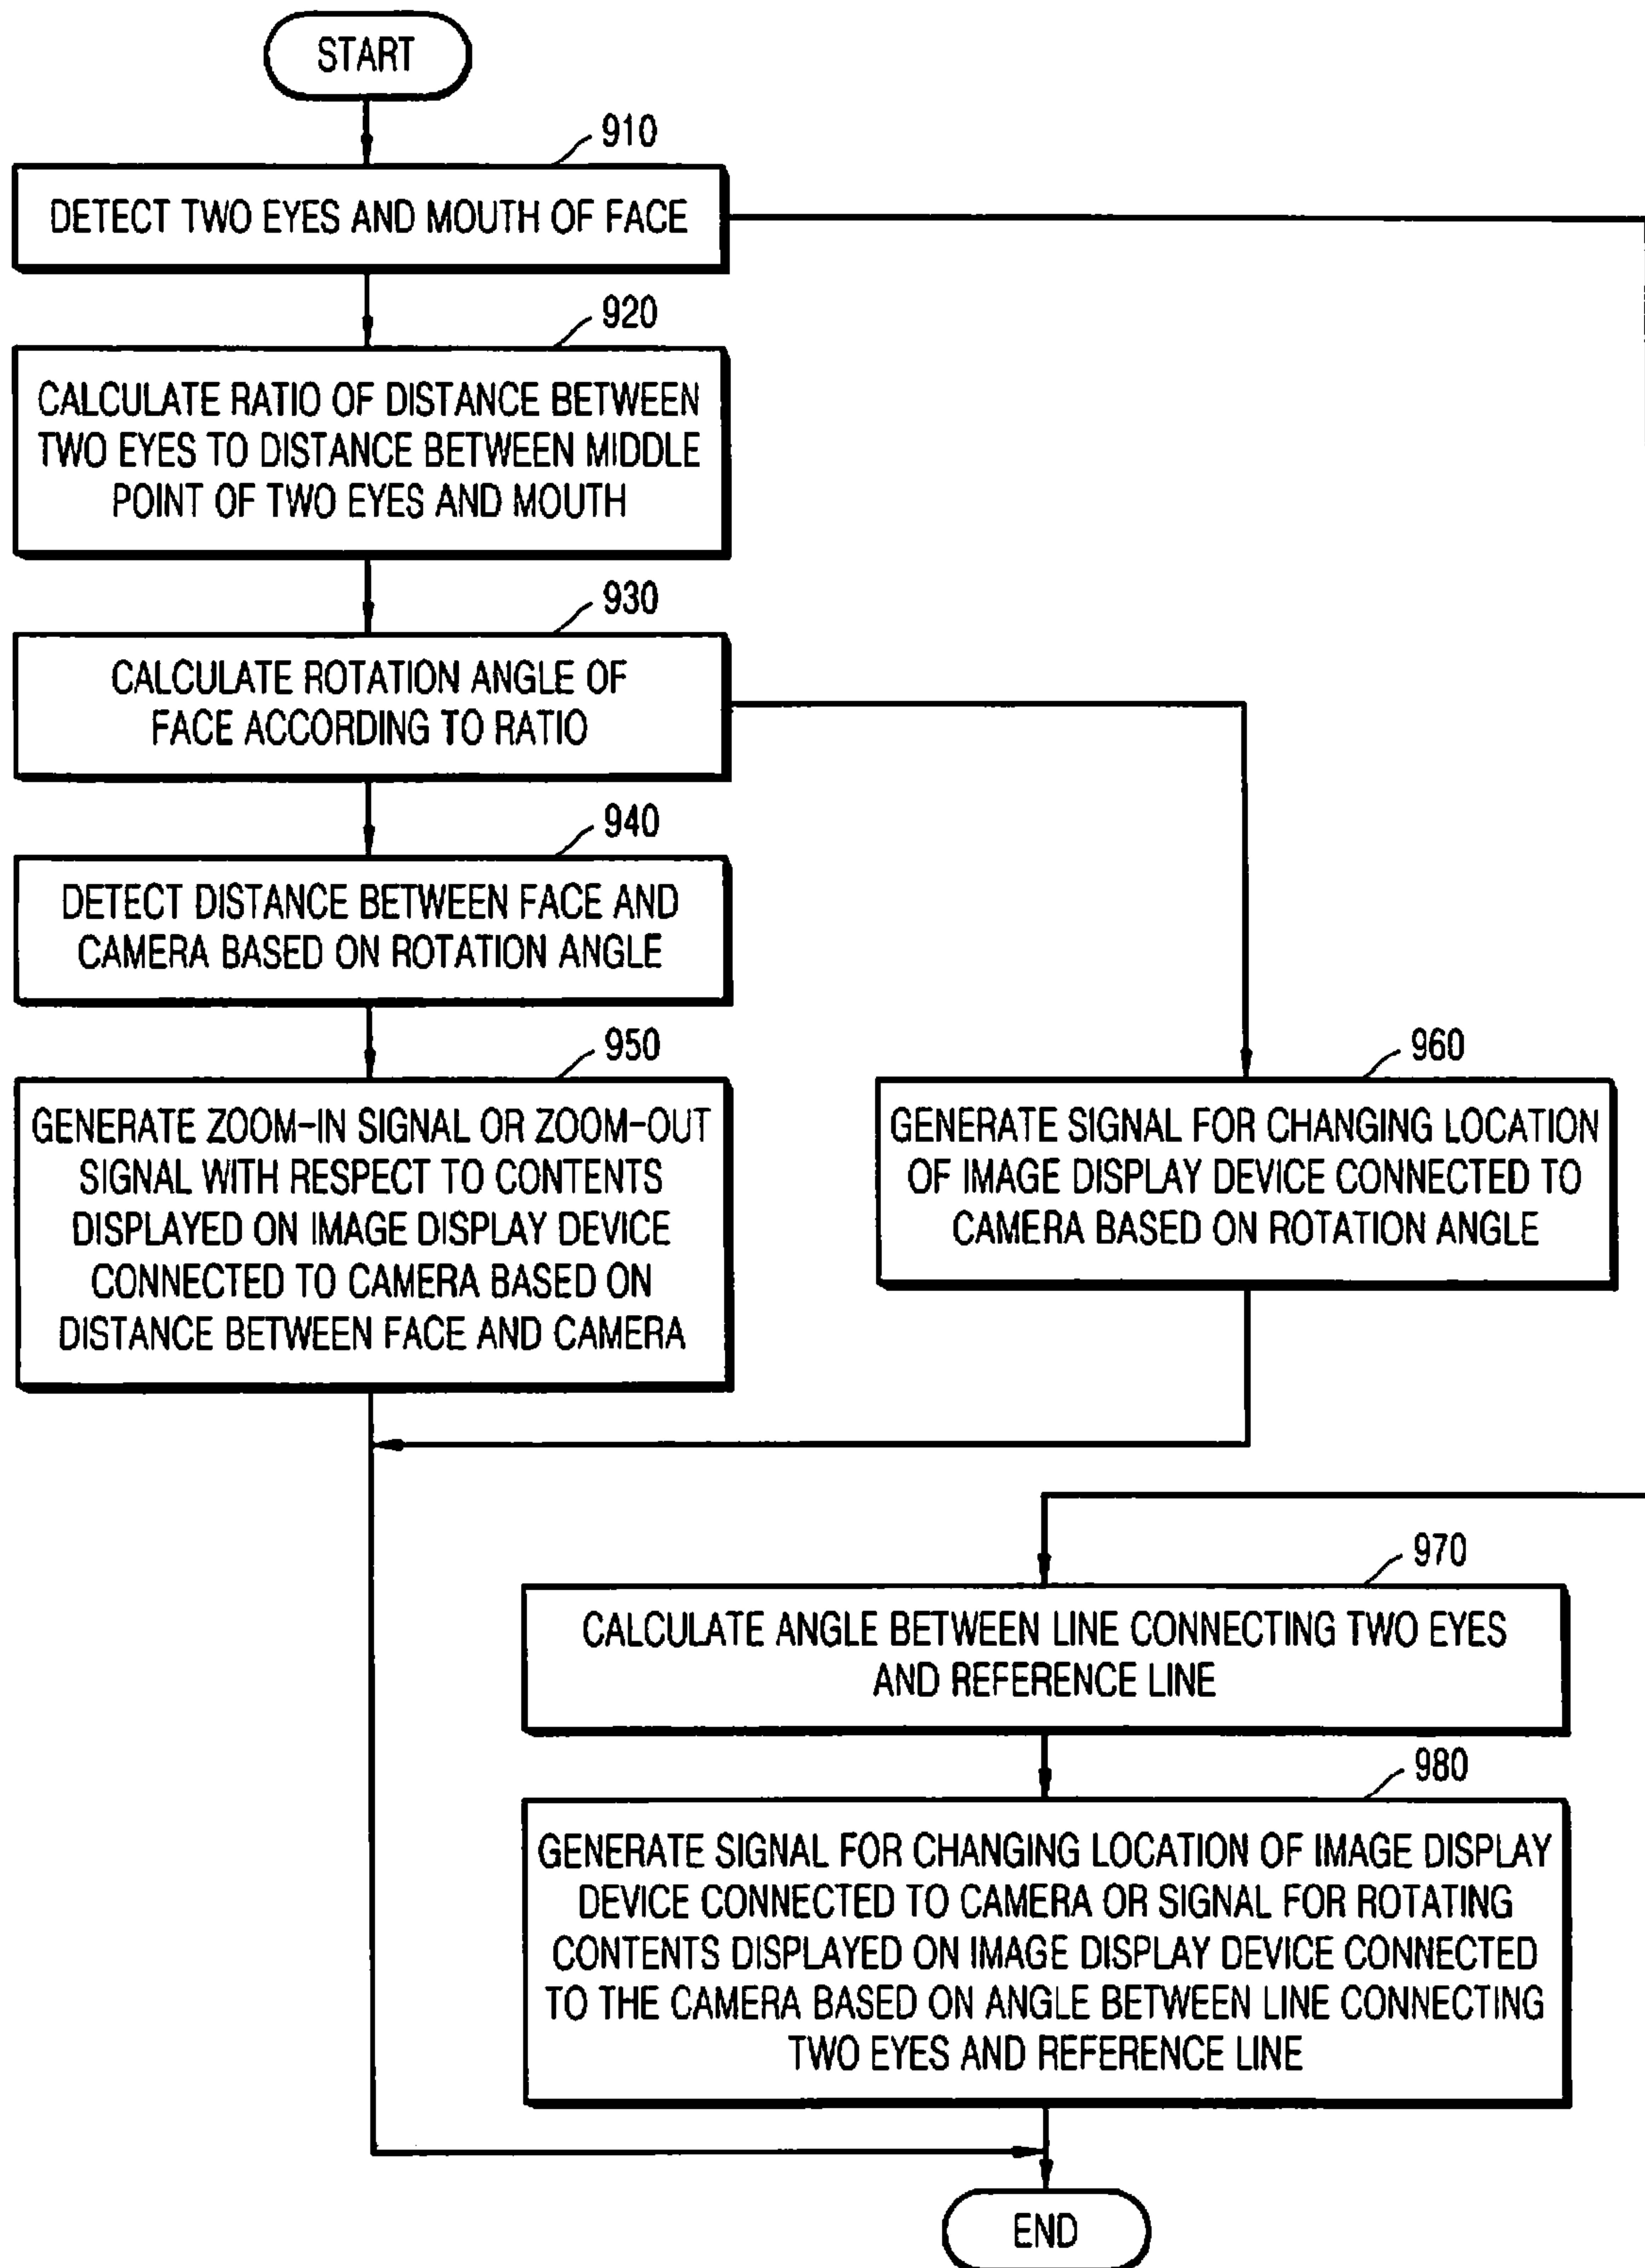 START
910
DETECT TWO EYES AND MOUTH OF FACE
920
CALCULATE RATIO OF DISTANCE BETWEEN
TWO EYES TO DISTANCE BETWEEN MIDDLE
POINT OF TWO EYES AND MOUTH
930
CALCULATE ROTATION ANGLE OF
FACE ACCORDING TO RATIO
940
DETECT DISTANCE BETWEEN FACE AND
CAMERA BASED ON ROTATION ANGLE
950
GENERATE ZOOM-IN SIGNAL OR ZOOM-OUT
SIGNAL WITH RESPECT TO CONTENTS
DISPLAYED ON IMAGE DISPLAY DEVICE
CONNECTED TO CAMERA BASED ON
DISTANCE BETWEEN FACE AND CAMERA
960
GENERATE SIGNAL FOR CHANGING LOCATION
OF IMAGE DISPLAY DEVICE CONNECTED TO
CAMERA BASED ON ROTATION ANGLE
970
CALCULATE ANGLE BETWEEN LINE CONNECTING TWO EYES
AND REFERENCE LINE
980
GENERATE SIGNAL FOR CHANGING LOCATION OF IMAGE DISPLAY
DEVICE CONNECTED TO CAMERA OR SIGNAL FOR ROTATING
CONTENTS DISPLAYED ON IMAGE DISPLAY DEVICE CONNECTED
TO THE CAMERA BASED ON ANGLE BETWEEN LINE CONNECTING
TWO EYES AND REFERENCE LINE
END